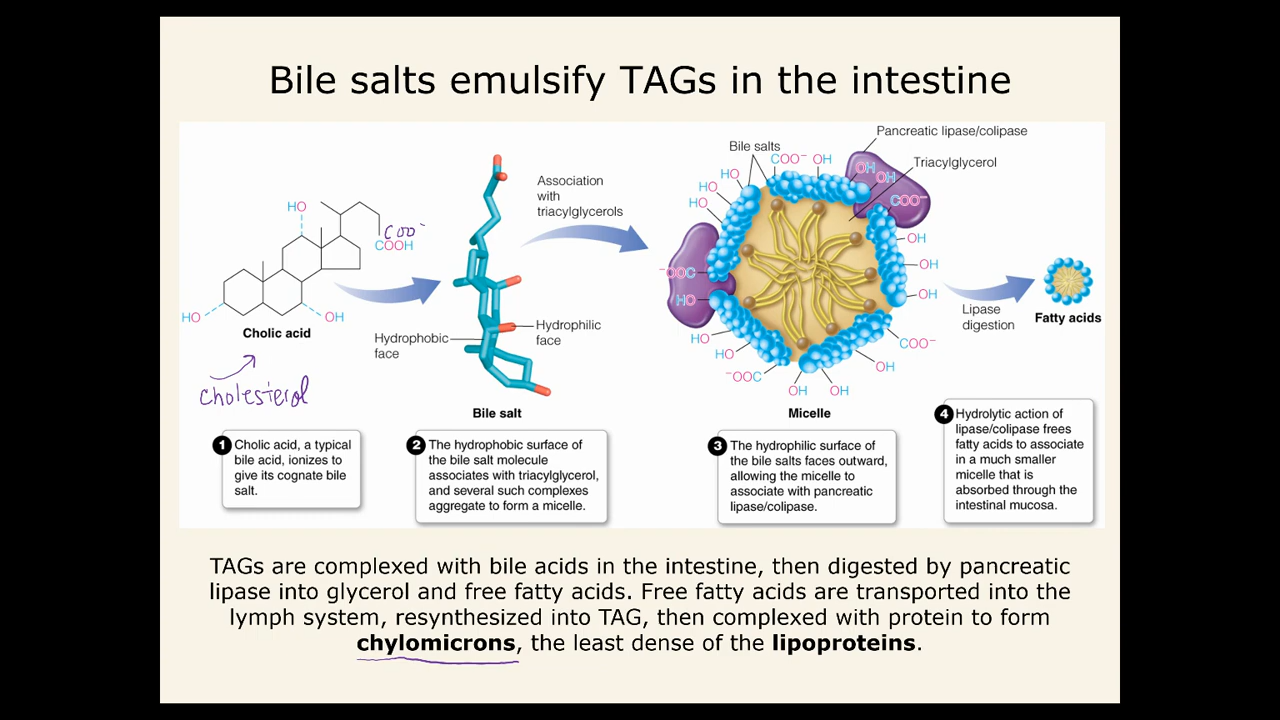 Bile salts emulsify TAGs in the intestine
HO
COO⁻
COOH
HO
OH
Cholic acid
cholesterol
Hydrophobic
face
Hydrophilic
face
Bile salt
Association
with
triacylglycerols
Bile salts
Pancreatic lipase/colipase
Triacylglycerol
COO⁻ OH
HO
HO
HO
OH
OH
COO⁻
OH
OH
OH
⁻OOC
HO
HO
HO
⁻OOC
OH
OH
OH
COO⁻
Micelle
Lipase
digestion
Fatty acids
1 Cholic acid, a typical
bile acid, ionizes to
give its cognate bile
salt.
2 The hydrophobic surface of
the bile salt molecule
associates with triacylglycerol,
and several such complexes
aggregate to form a micelle.
3 The hydrophilic surface of
the bile salts faces outward,
allowing the micelle to
associate with pancreatic
lipase/colipase.
4 Hydrolytic action of
lipase/colipase frees
fatty acids to associate
in a much smaller
micelle that is
absorbed through the
intestinal mucosa.
TAGs are complexed with bile acids in the intestine, then digested by pancreatic
lipase into glycerol and free fatty acids. Free fatty acids are transported into the
lymph system, resynthesized into TAG, then complexed with protein to form
chylomicrons, the least dense of the lipoproteins.